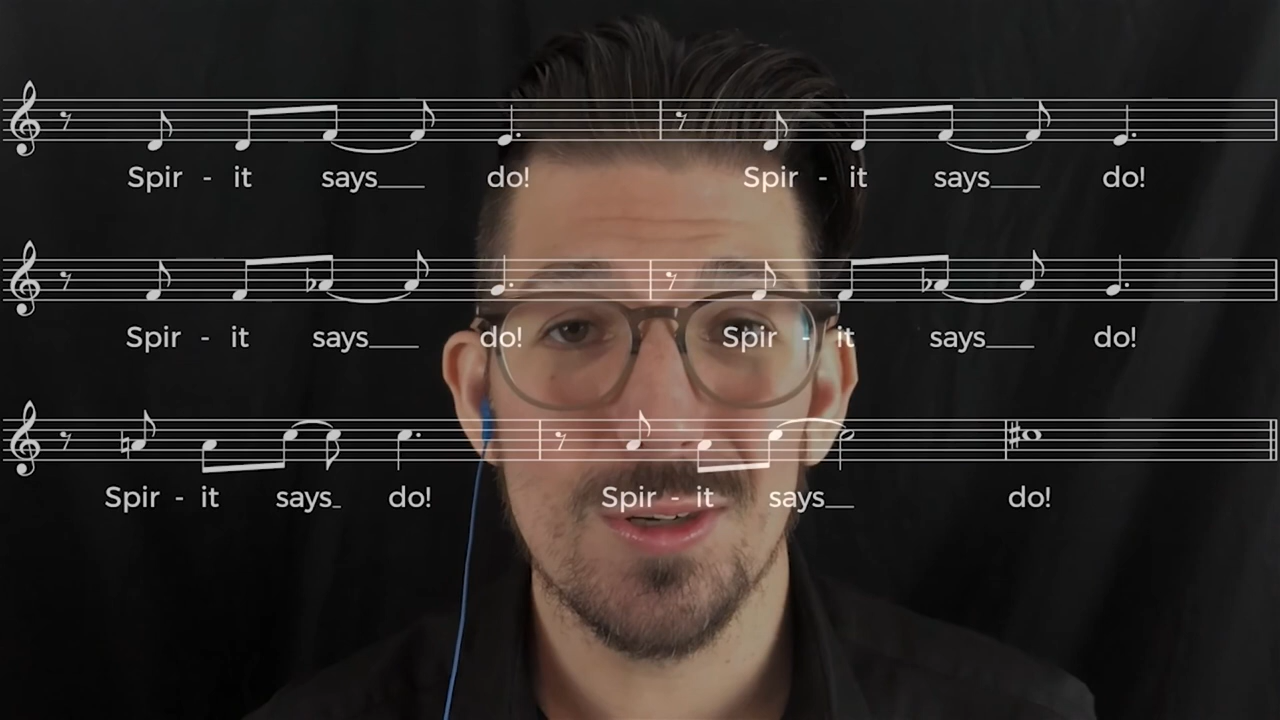 Spir - it says___ do! Spir - it says___ do!
Spir - it says___ do! Spir - it says___ do!
Spir - it says_ do! Spir - it says__ do!